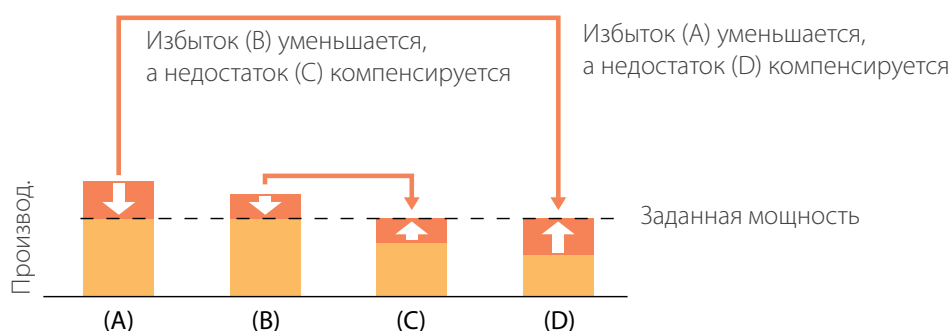 Избыток (B) уменьшается,
а недостаток (C) компенсируется
Избыток (A) уменьшается,
а недостаток (D) компенсируется
Производ.
Заданная мощность
(A) (B) (C) (D)